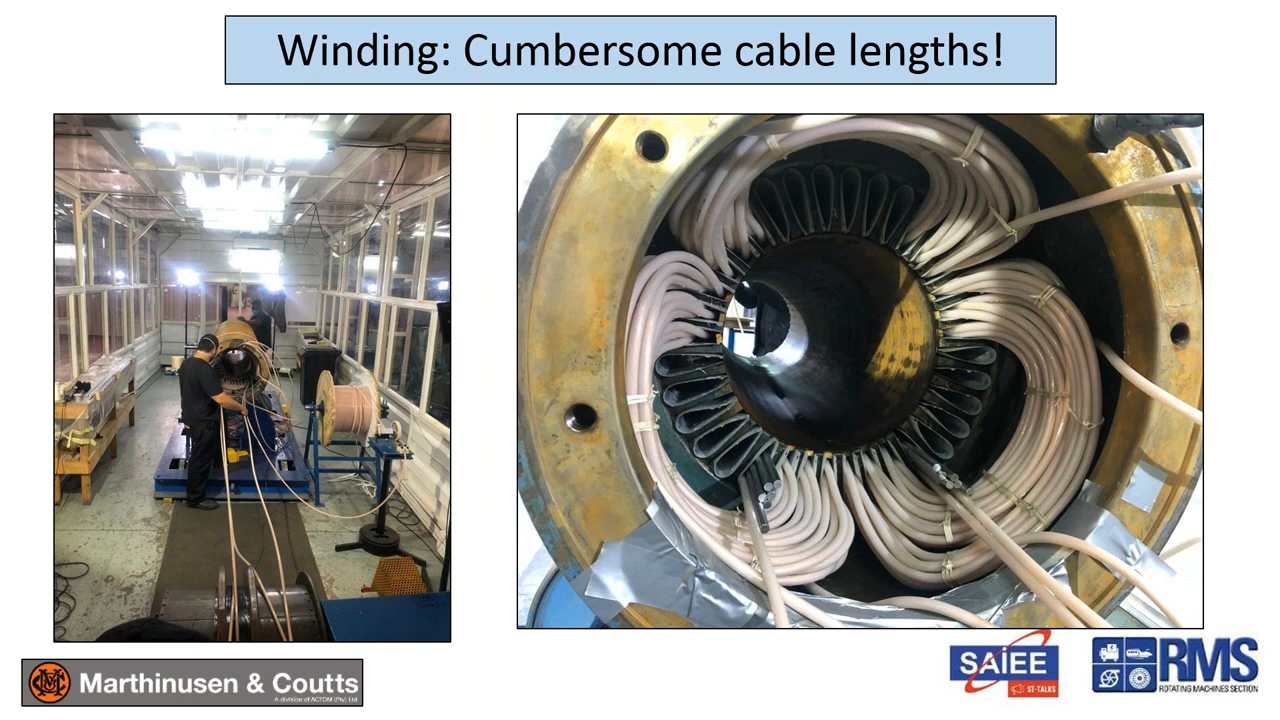 Winding: Cumbersome cable lengths!
Marthinusen & Coutts
A division of ACTOM (Pty) Ltd
SAIEE
ST-TALKS
RMS
ROTATING MACHINES SECTION